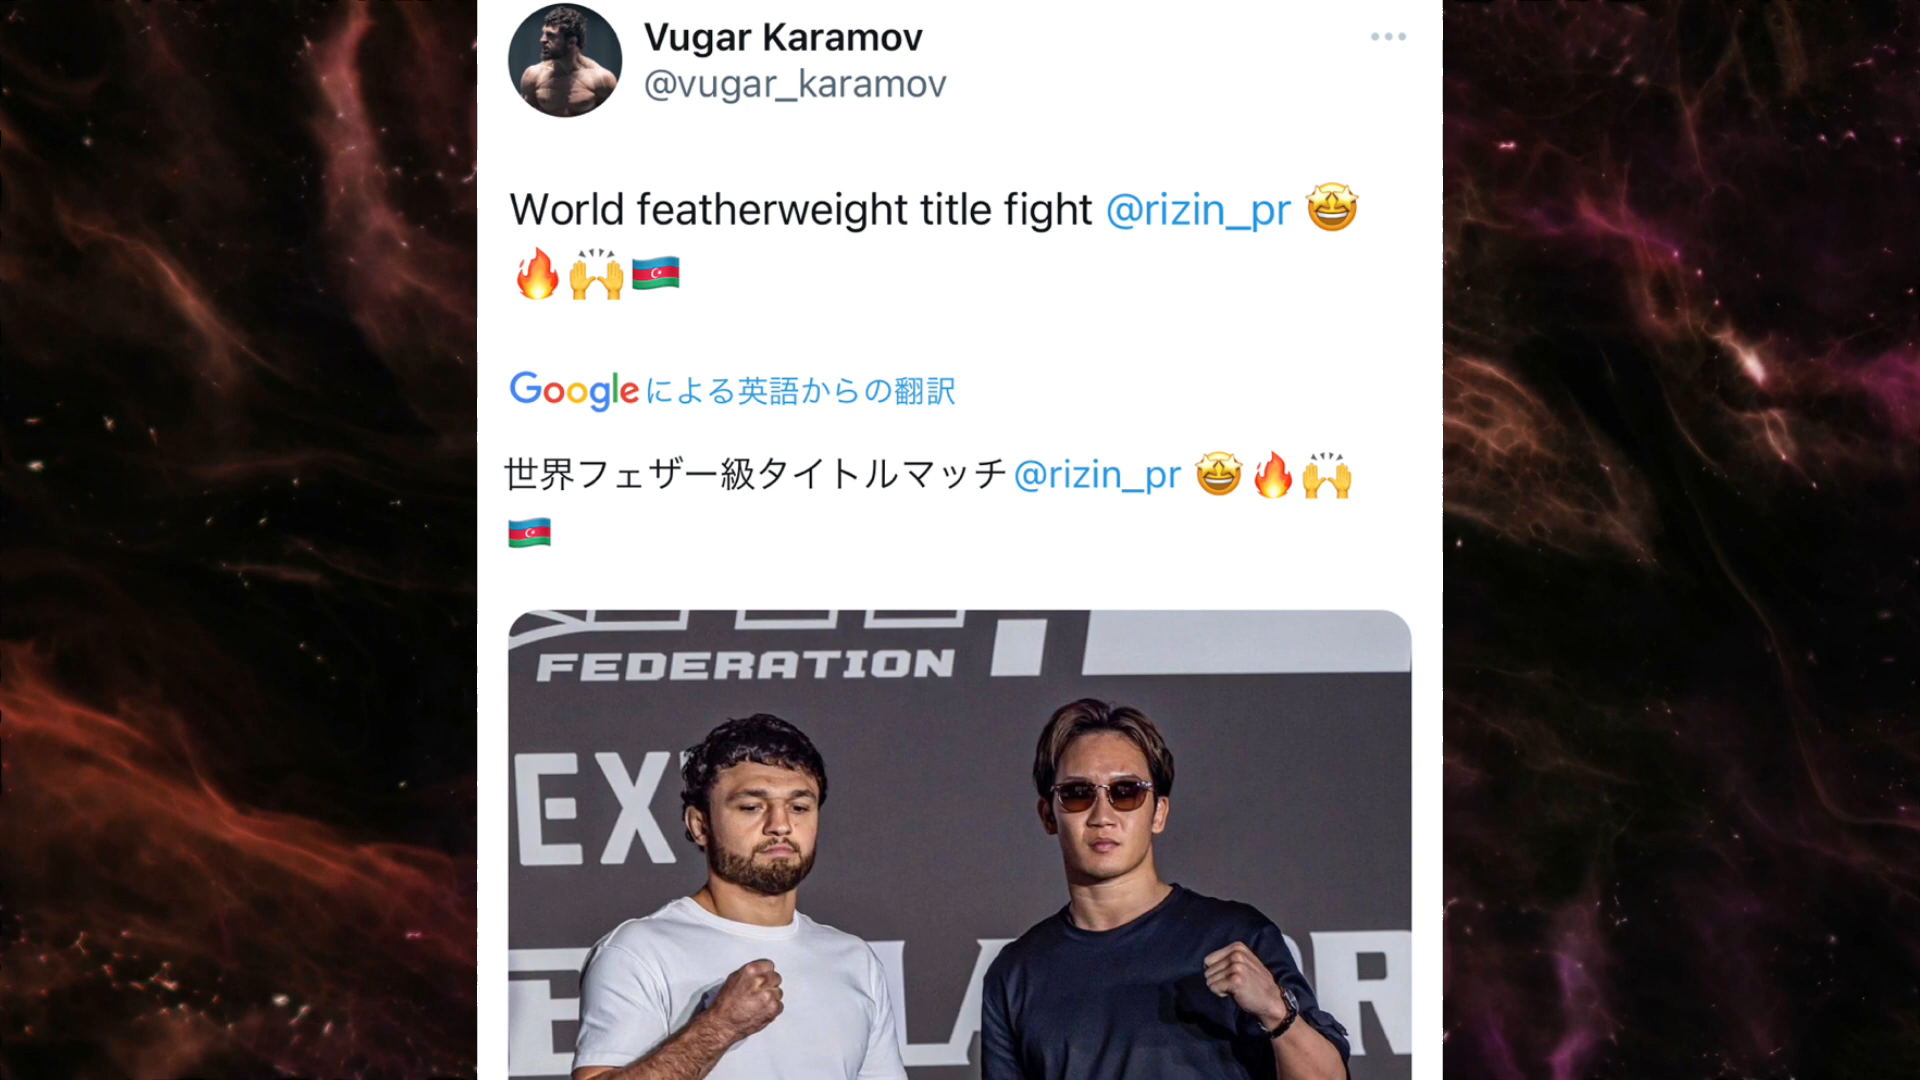 Vugar Karamov
@vugar_karamov
World featherweight title fight @rizin_pr 🤩
🔥🙌🇦🇿
Googleによる英語からの翻訳
世界フェザー級タイトルマッチ@rizin_pr 🤩🔥🙌
🇦🇿
FEDERATION
EX